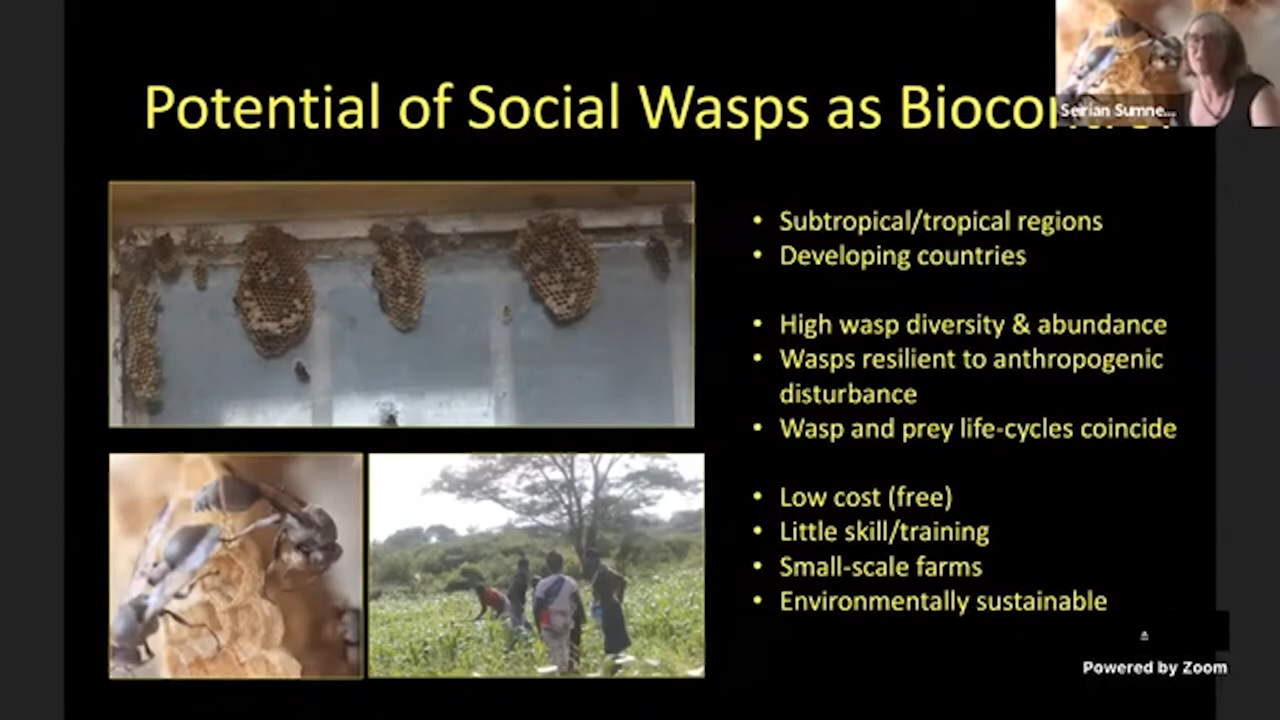 Potential of Social Wasps as
Seirian Sumne...
• Subtropical/tropical regions
• Developing countries
• High wasp diversity & abundance
• Wasps resilient to anthropogenic
disturbance
• Wasp and prey life-cycles coincide
• Low cost (free)
• Little skill/training
• Small-scale farms
• Environmentally sustainable
Powered by Zoom